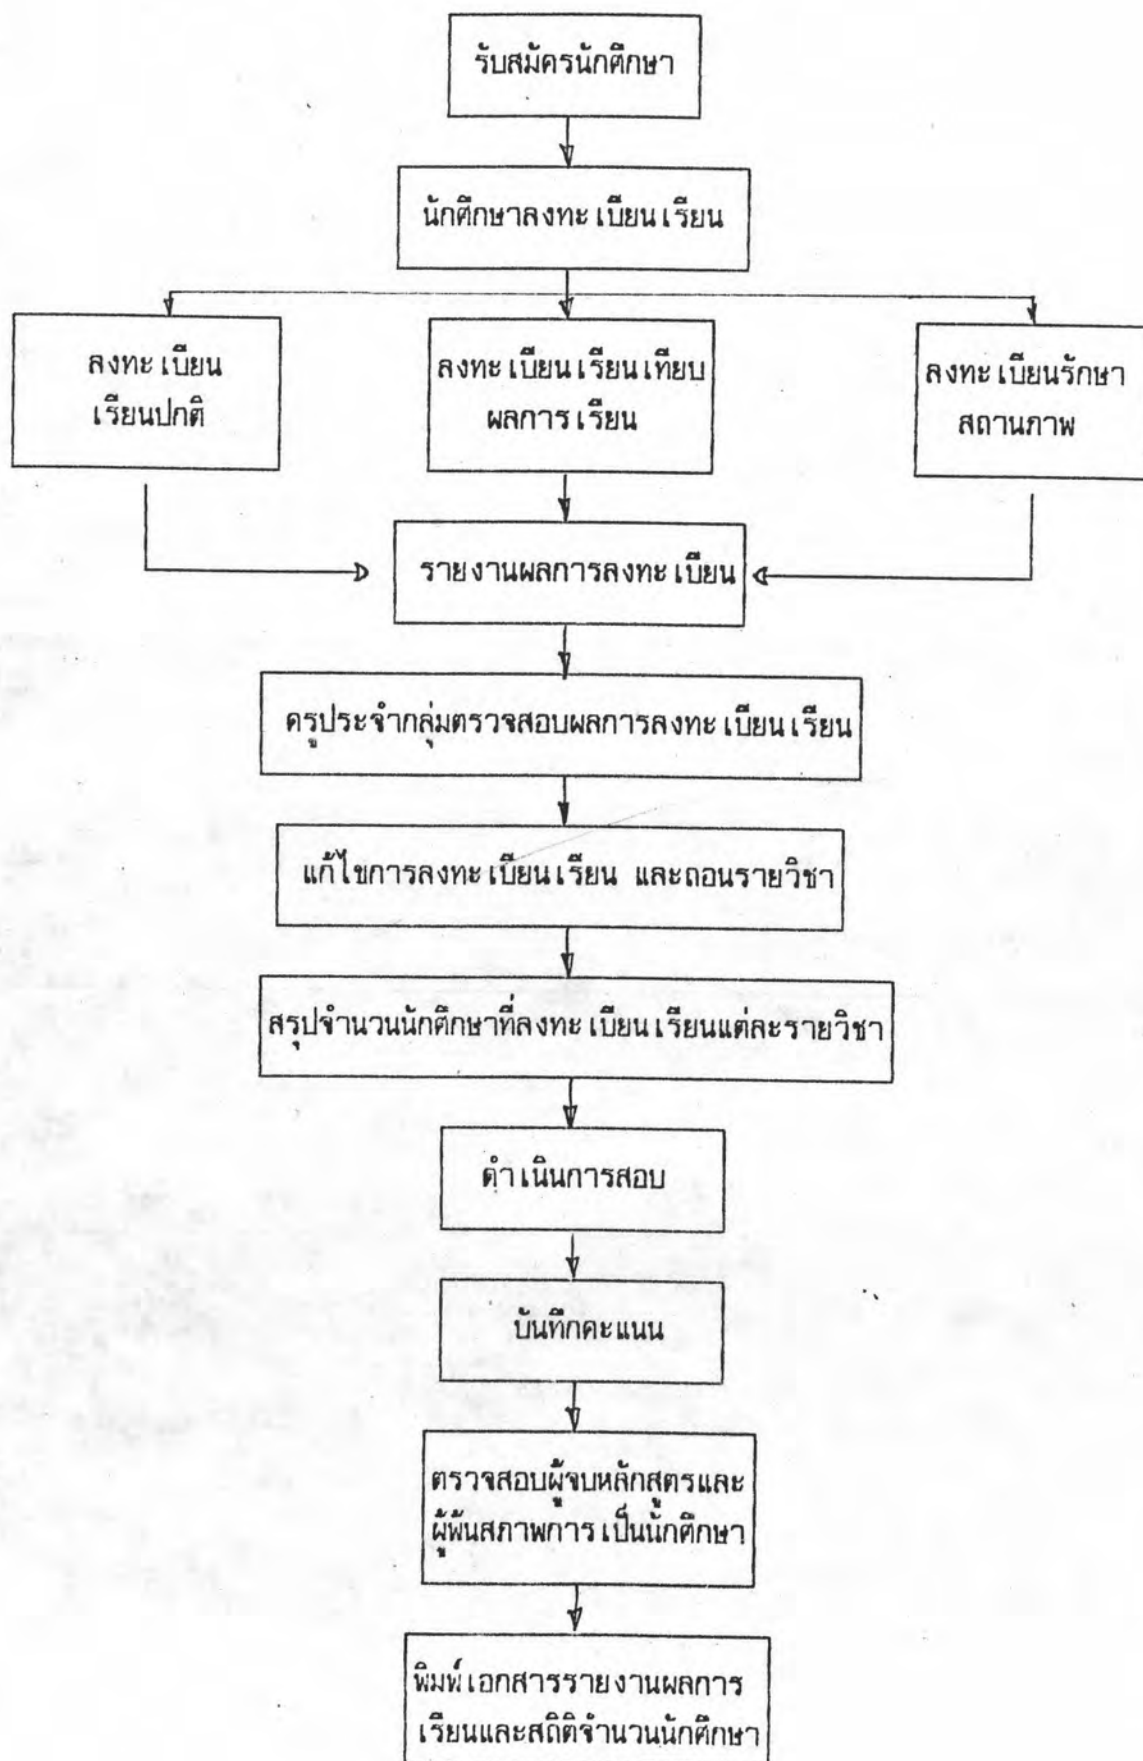 รับสมัครนักศึกษา
นักศึกษาลงทะเบียนเรียน
ลงทะเบียน
เรียนปกติ
ลงทะเบียนเรียนเทียบ
ผลการเรียน
ลงทะเบียนรักษา
สถานภาพ
รายงานผลการลงทะเบียน
ครูประจำกลุ่มตรวจสอบผลการลงทะเบียนเรียน
แก้ไขการลงทะเบียนเรียน และถอนรายวิชา
สรุปจำนวนนักศึกษาที่ลงทะเบียนเรียนแต่ละรายวิชา
ดำเนินการสอบ
บันทึกคะแนน
ตรวจสอบผู้จบหลักสูตรและ
ผู้พ้นสภาพการเป็นนักศึกษา
พิมพ์เอกสารรายงานผลการ
เรียนและสถิติจำนวนนักศึกษา